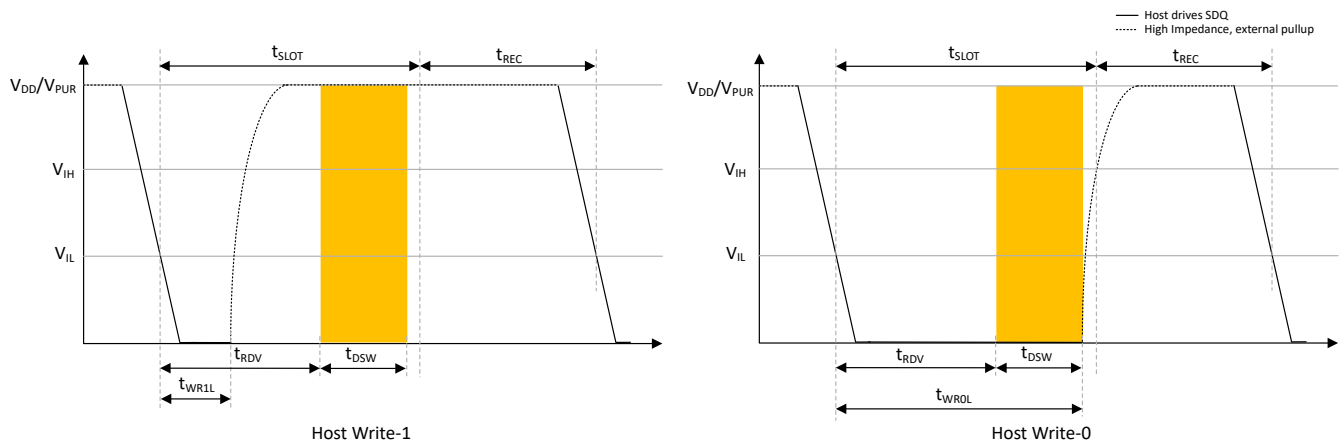 Host drives SDQ
High Impedance, external pullup
tSLOT
tREC
VDD/VPUR
VIH
VIL
tRDV
tDSW
tWR1L
Host Write-1
tSLOT
tREC
VDD/VPUR
VIH
VIL
tRDV
tDSW
tWR0L
Host Write-0